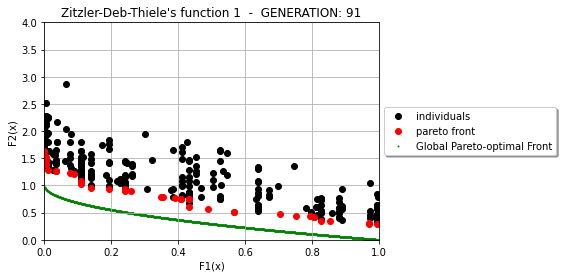 Zitzler-Deb-Thiele's function 1 - GENERATION: 91
4.0
3.5
3.0
2.5
2.0
1.5
1.0
0.5
0.0
F2(x)
0.0 0.2 0.4 0.6 0.8 1.0
F1(x)
individuals
pareto front
Global Pareto-optimal Front